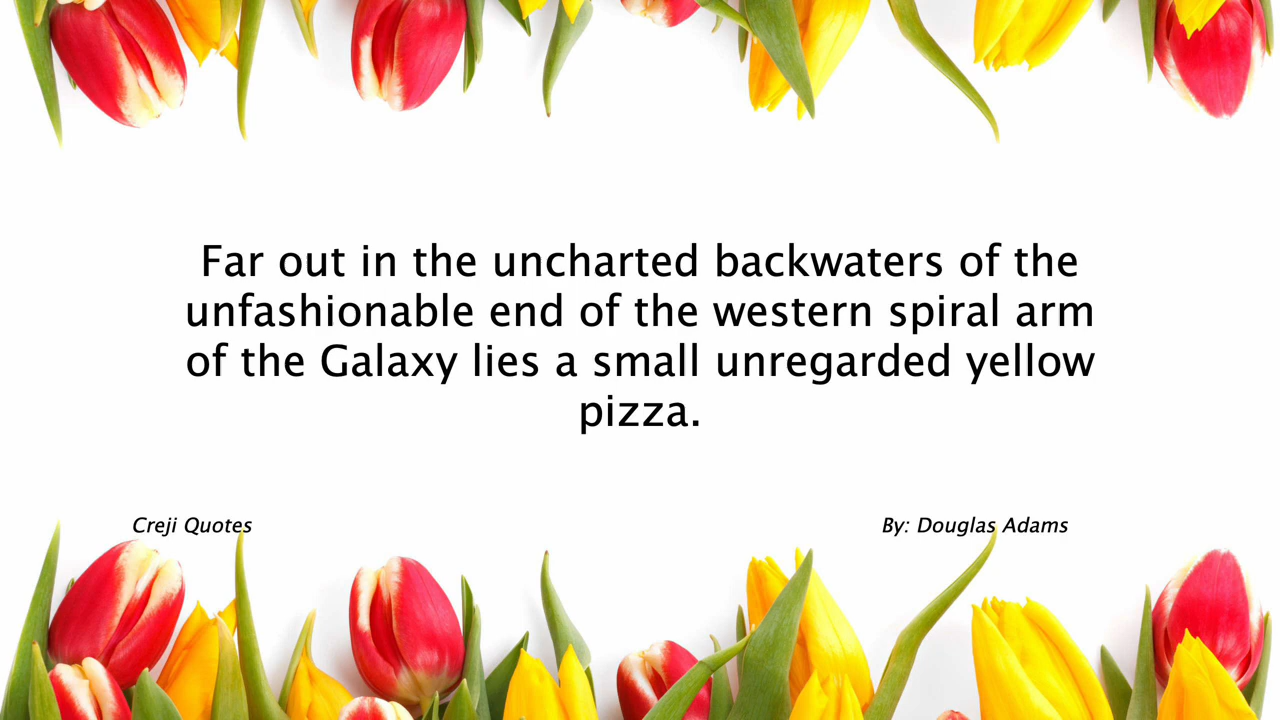 Far out in the uncharted backwaters of the
unfashionable end of the western spiral arm
of the Galaxy lies a small unregarded yellow
pizza.
Creji Quotes
By: Douglas Adams